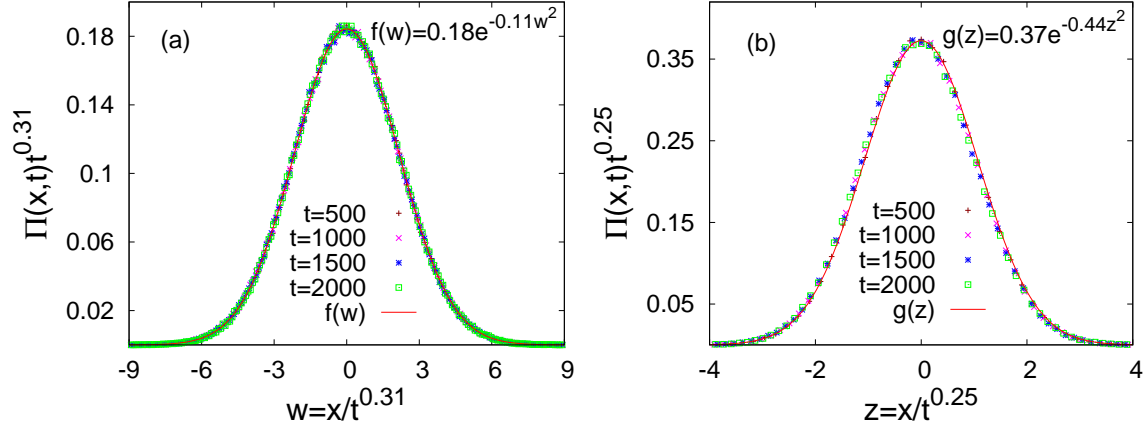 (a)
f(w)=0.18e^{-0.11w^2}
Π(x,t)t^{0.31}
0.18
0.14
0.1
0.06
0.02
t=500
t=1000
t=1500
t=2000
f(w)
-9
-6
-3
0
3
6
9
w=x/t^{0.31}
(b)
g(z)=0.37e^{-0.44z^2}
Π(x,t)t^{0.25}
0.35
0.25
0.15
0.05
t=500
t=1000
t=1500
t=2000
g(z)
-4
-2
0
2
4
z=x/t^{0.25}